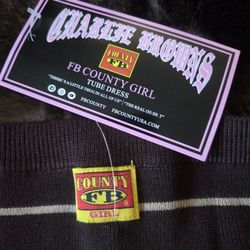 CHARLIE BROWNS
COUNTY
FB
FB COUNTY GIRL
TUBE DRESS
"THERE'S A LITTLE THUG IN ALL OF US" | "THE REAL OG SH*T"
FBCOUNTY
FBCOUNTYUSA.COM
COUNTY
FB
GIRL